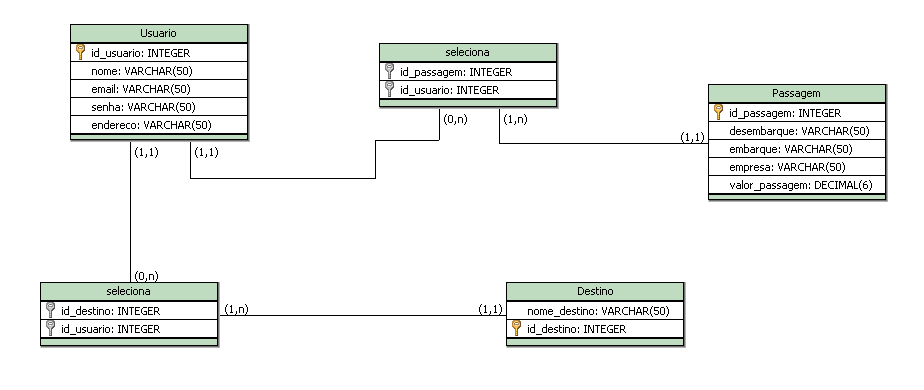 Usuario
id_usuario: INTEGER
nome: VARCHAR(50)
email: VARCHAR(50)
senha: VARCHAR(50)
endereco: VARCHAR(50)
(1,1)
(1,1)
seleciona
id_passagem: INTEGER
id_usuario: INTEGER
(0,n)
(1,n)
(1,1)
Passagem
id_passagem: INTEGER
desembarque: VARCHAR(50)
embarque: VARCHAR(50)
empresa: VARCHAR(50)
valor_passagem: DECIMAL(6)
(0,n)
seleciona
id_destino: INTEGER
id_usuario: INTEGER
(1,n)
(1,1)
Destino
nome_destino: VARCHAR(50)
id_destino: INTEGER